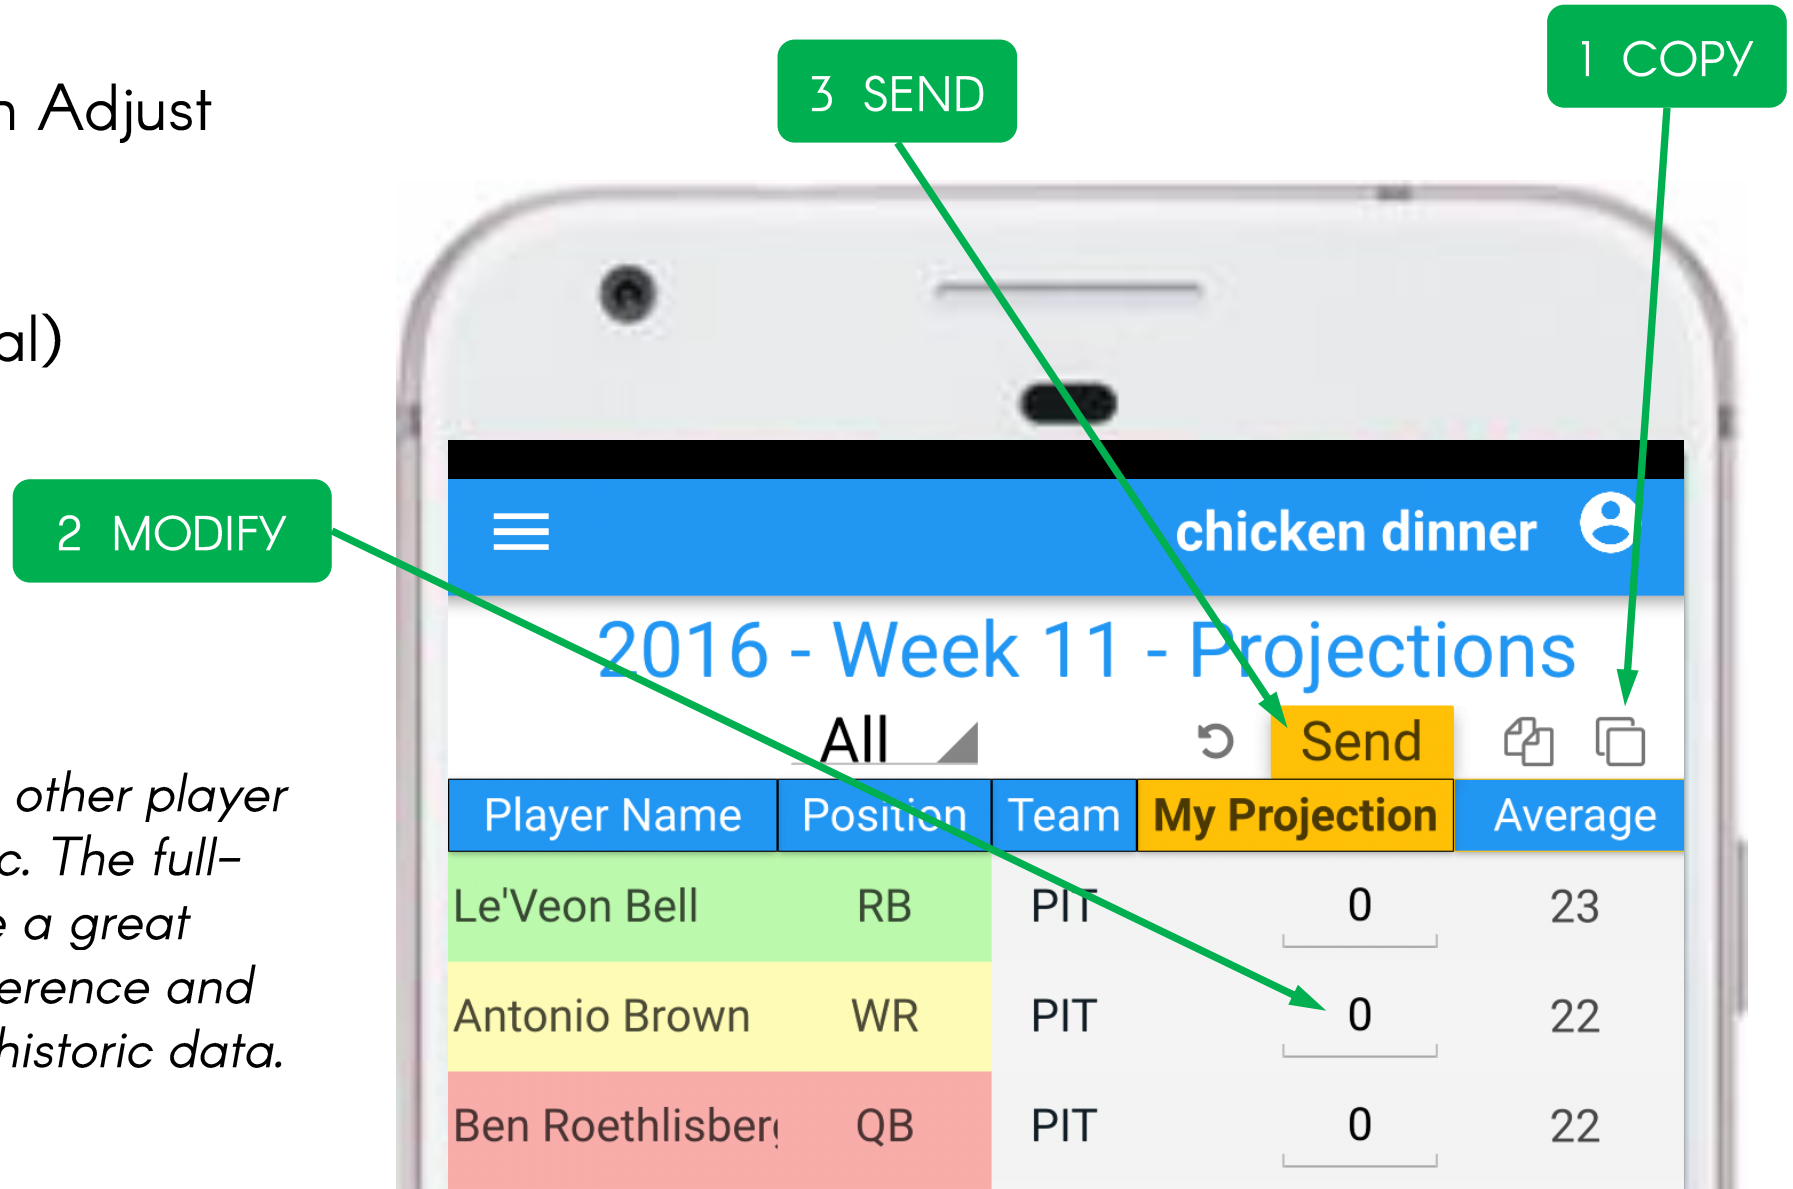 1 COPY
3 SEND
n Adjust
al)
2 MODIFY
chicken dinner
2016 - Week 11 - Projections
All Send
Player Name Position Team My Projection Average
Le'Veon Bell RB PIT 0 23
Antonio Brown WR PIT 0 22
Ben Roethlisber QB PIT 0 22
other player
c. The full-
e a great
erence and
historic data.